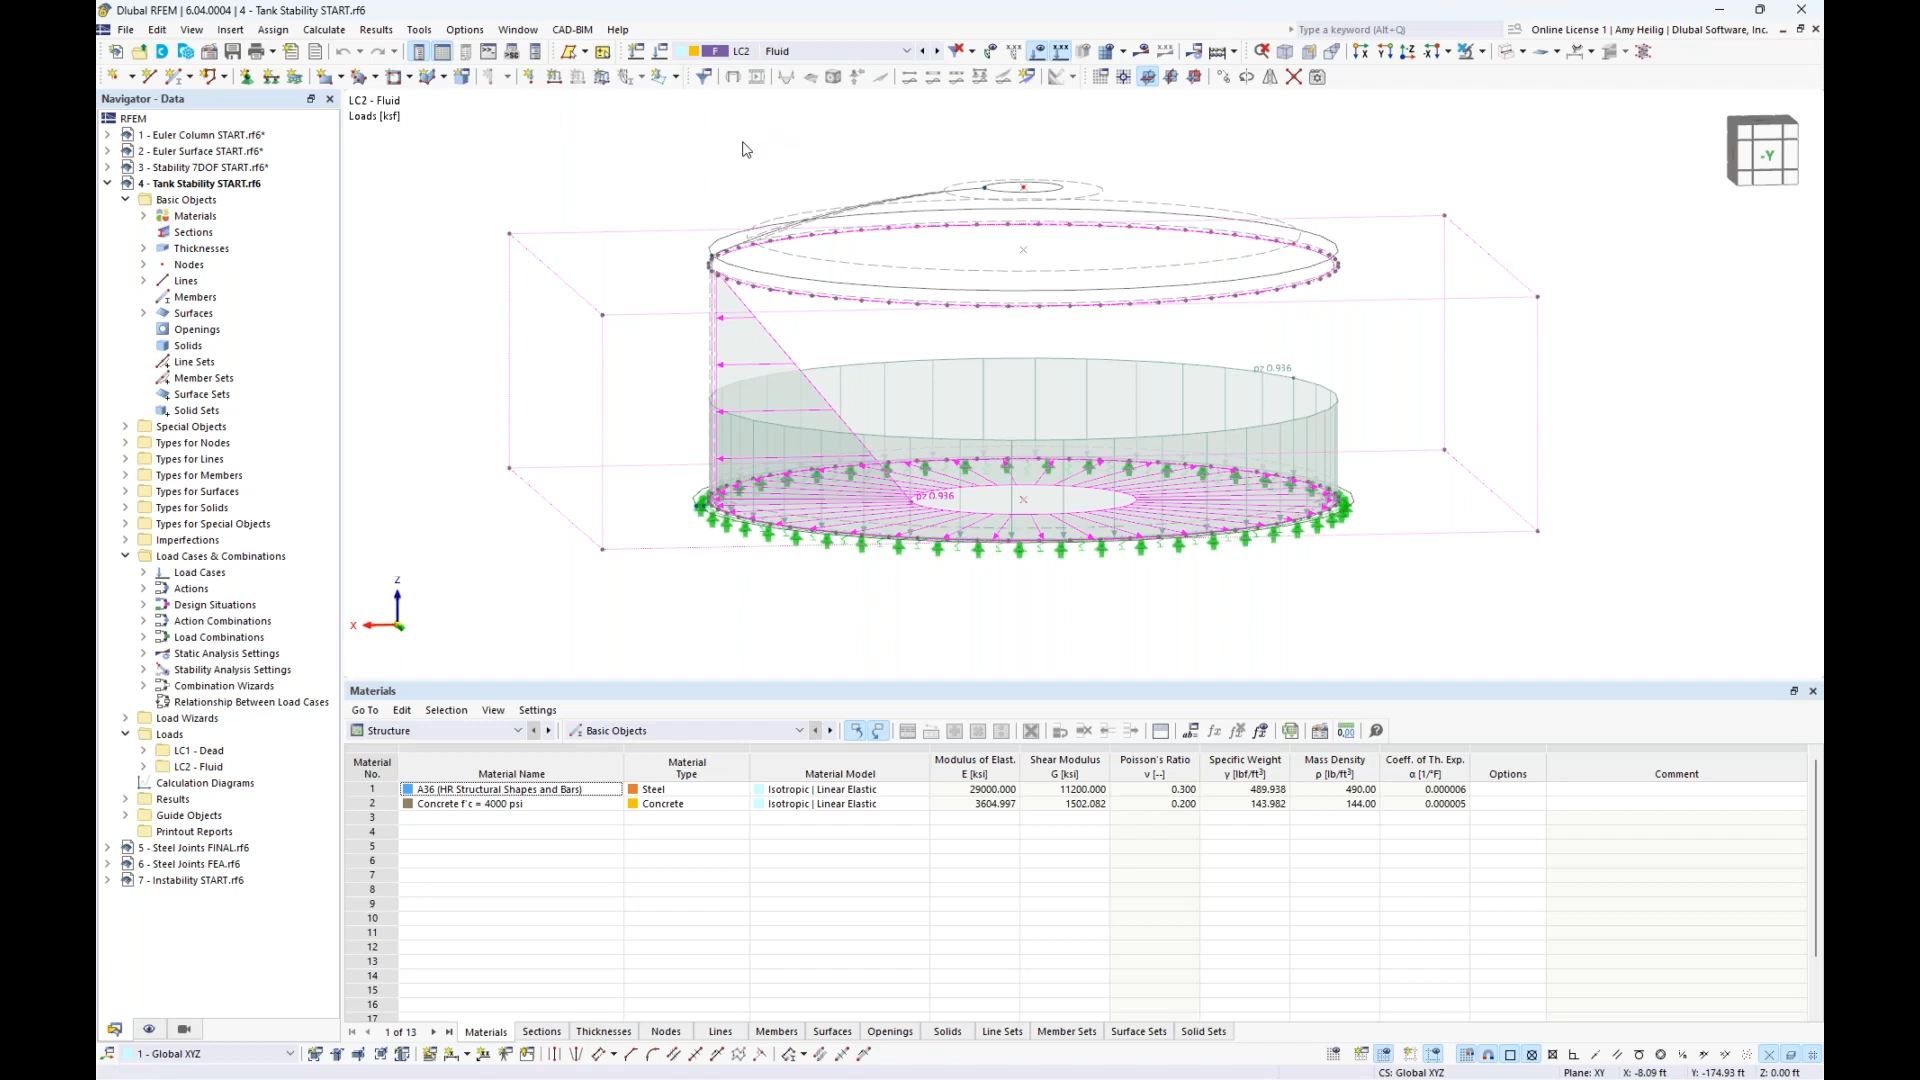 Dlubal RFEM | 6.04.0004 | 4 - Tank Stability START.rf6
File Edit View Insert Assign Calculate Results Tools Options Window CAD-BIM Help
Type a keyword (Alt+Q)
Online License 1 | Amy Heilig | Dlubal Software, Inc.
F LC2 Fluid
Navigator - Data
RFEM
1 - Euler Column START.rf6*
2 - Euler Surface START.rf6*
3 - Stability 7DOF START.rf6*
4 - Tank Stability START.rf6
Basic Objects
Materials
Sections
Thicknesses
Nodes
Lines
Members
Surfaces
Openings
Solids
Line Sets
Member Sets
Surface Sets
Solid Sets
Special Objects
Types for Nodes
Types for Lines
Types for Members
Types for Surfaces
Types for Solids
Types for Special Objects
Imperfections
Load Cases & Combinations
Load Cases
Actions
Design Situations
Action Combinations
Load Combinations
Static Analysis Settings
Stability Analysis Settings
Combination Wizards
Relationship Between Load Cases
Load Wizards
Loads
LC1 - Dead
LC2 - Fluid
Calculation Diagrams
Results
Guide Objects
Printout Reports
5 - Steel Joints FINAL.rf6
6 - Steel Joints FEA.rf6
7 - Instability START.rf6
LC2 - Fluid
Loads [ksf]
-Y
pz 0.936
pz 0.936
Z
X
Materials
Go To Edit Selection View Settings
Structure Basic Objects
Material No. Material Name Material Type Material Model Modulus of Elast. E [ksi] Shear Modulus G [ksi] Poisson's Ratio ν [--] Specific Weight γ [lbf/ft³] Mass Density ρ [lb/ft³] Coeff. of Th. Exp. α [1/°F] Options Comment
1 A36 (HR Structural Shapes and Bars) Steel Isotropic | Linear Elastic 29000.000 11200.000 0.300 489.938 490.00 0.000006
2 Concrete f'c = 4000 psi Concrete Isotropic | Linear Elastic 3604.997 1502.082 0.200 143.982 144.00 0.000005
3
4
5
6
7
8
9
10
11
12
13
14
15
16
17
1 of 13 Materials Sections Thicknesses Nodes Lines Members Surfaces Openings Solids Line Sets Member Sets Surface Sets Solid Sets
1 - Global XYZ
CS: Global XYZ Plane: XY X: -8.09 ft Y: -174.93 ft Z: 0.00 ft